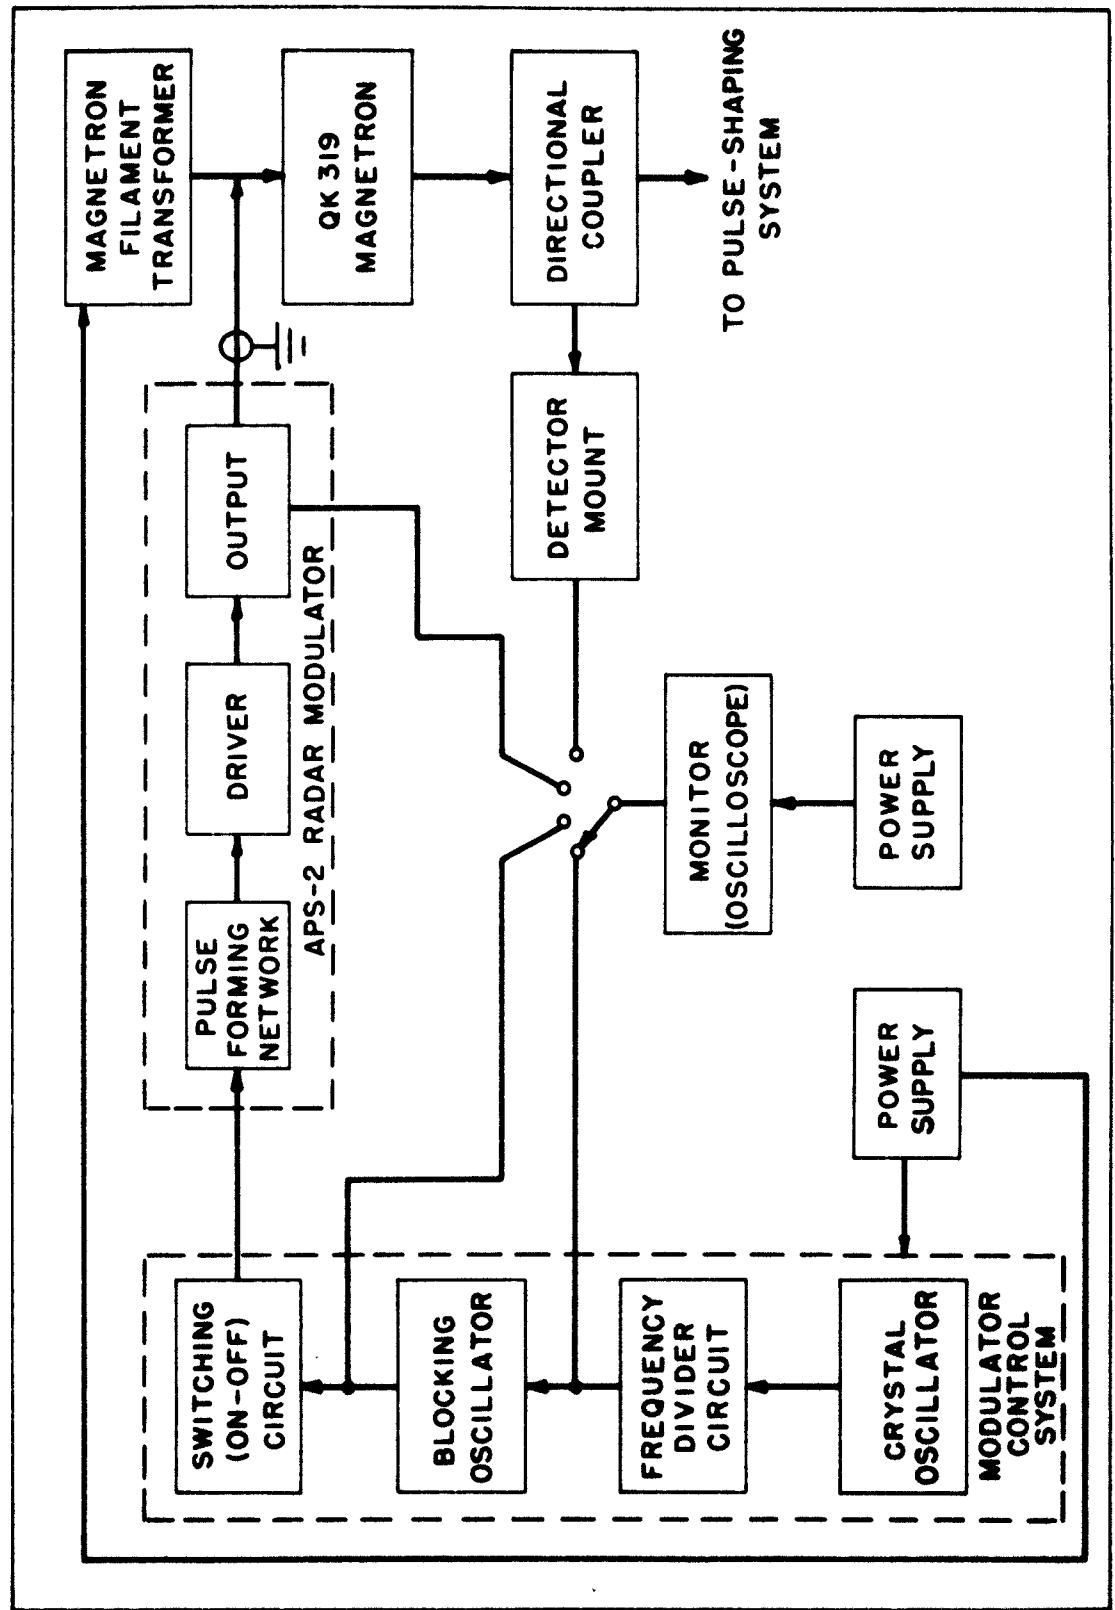 MAGNETRON
FILAMENT
TRANSFORMER
QK 319
MAGNETRON
DIRECTIONAL
COUPLER
TO PULSE-SHAPING
SYSTEM
OUTPUT
DRIVER
PULSE
FORMING
NETWORK
APS-2 RADAR MODULATOR
DETECTOR
MOUNT
MONITOR
(OSCILLOSCOPE)
POWER
SUPPLY
POWER
SUPPLY
SWITCHING
(ON-OFF)
CIRCUIT
BLOCKING
OSCILLATOR
FREQUENCY
DIVIDER
CIRCUIT
CRYSTAL
OSCILLATOR
MODULATOR
CONTROL
SYSTEM